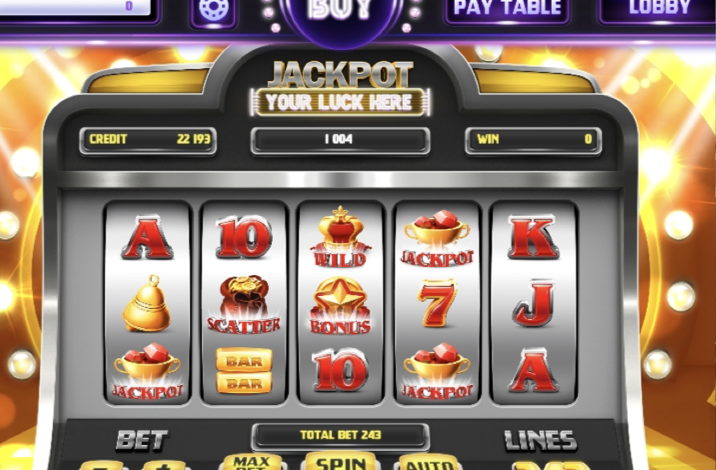 0
BUY
PAY TABLE
LOBBY
JACKPOT
YOUR LUCK HERE
CREDIT 22 193
1 004
WIN 0
A 10 WILD JACKPOT K
SCATTER BONUS 7 J
JACKPOT BAR BAR 10 JACKPOT A
BET
TOTAL BET 243
LINES
MAX
SPIN
AUTO